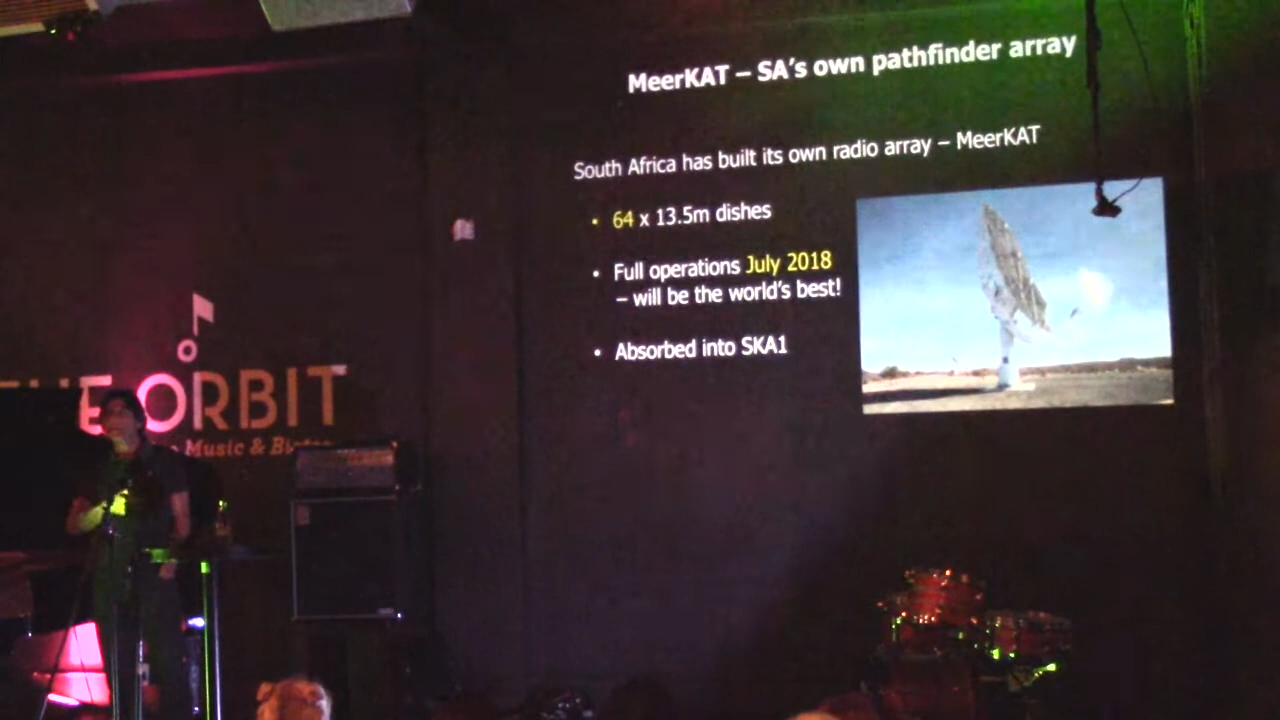 MeerKAT – SA's own pathfinder array
South Africa has built its own radio array – MeerKAT
• 64 x 13.5m dishes
• Full operations July 2018
– will be the world's best!
• Absorbed into SKA1
THE ORBIT
Music &